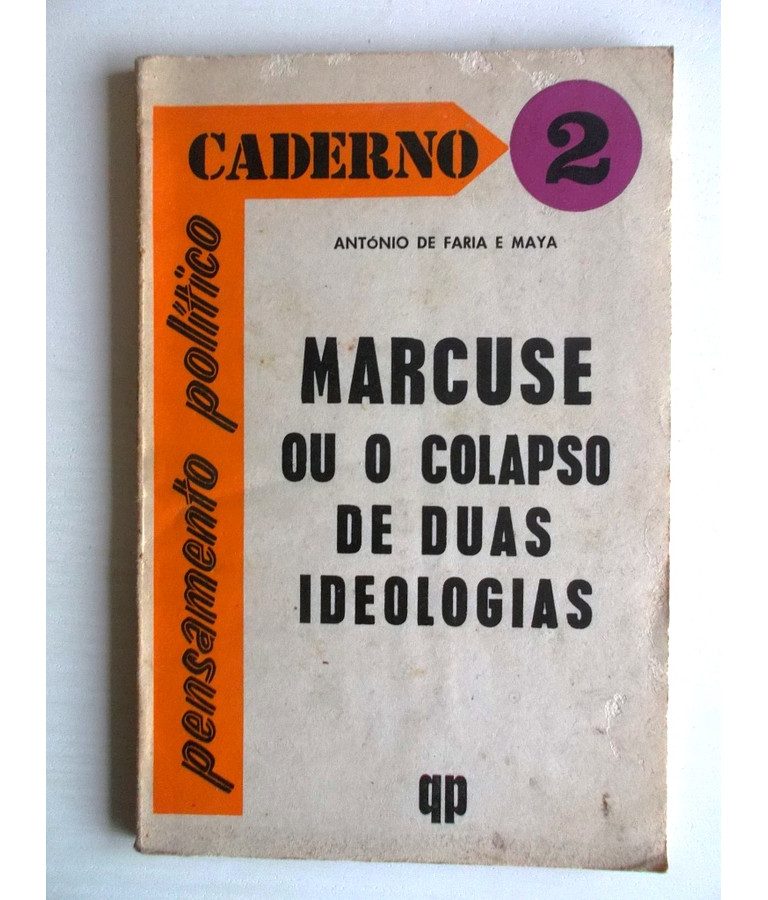 CADERNO 2
pensamento político
ANTÓNIO DE FARIA E MAYA
MARCUSE
OU O COLAPSO
DE DUAS
IDEOLOGIAS
qp